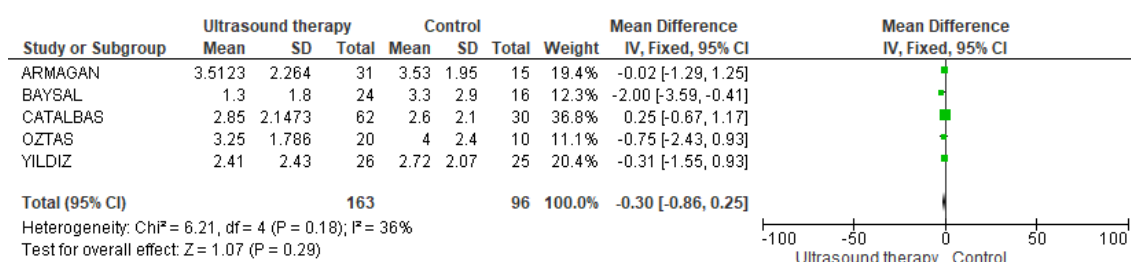 Ultrasound therapy Control Mean Difference Mean Difference
Study or Subgroup Mean SD Total Mean SD Total Weight IV, Fixed, 95% CI IV, Fixed, 95% CI
ARMAGAN 3.5123 2.264 31 3.53 1.95 15 19.4% -0.02 [-1.29, 1.25]
BAYSAL 1.3 1.8 24 3.3 2.9 16 12.3% -2.00 [-3.59, -0.41]
CATALBAS 2.85 2.1473 62 2.6 2.1 30 36.8% 0.25 [-0.67, 1.17]
OZTAS 3.25 1.786 20 4 2.4 10 11.1% -0.75 [-2.43, 0.93]
YILDIZ 2.41 2.43 26 2.72 2.07 25 20.4% -0.31 [-1.55, 0.93]
Total (95% CI) 163 96 100.0% -0.30 [-0.86, 0.25]
Heterogeneity: Chi² = 6.21, df = 4 (P = 0.18); I² = 36%
Test for overall effect: Z = 1.07 (P = 0.29)
-100 -50 0 50 100
Ultrasound therapy Control